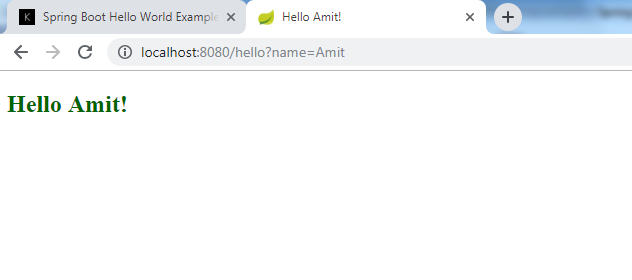 K Spring Boot Hello World Example
Hello Amit!
localhost:8080/hello?name=Amit
Hello Amit!